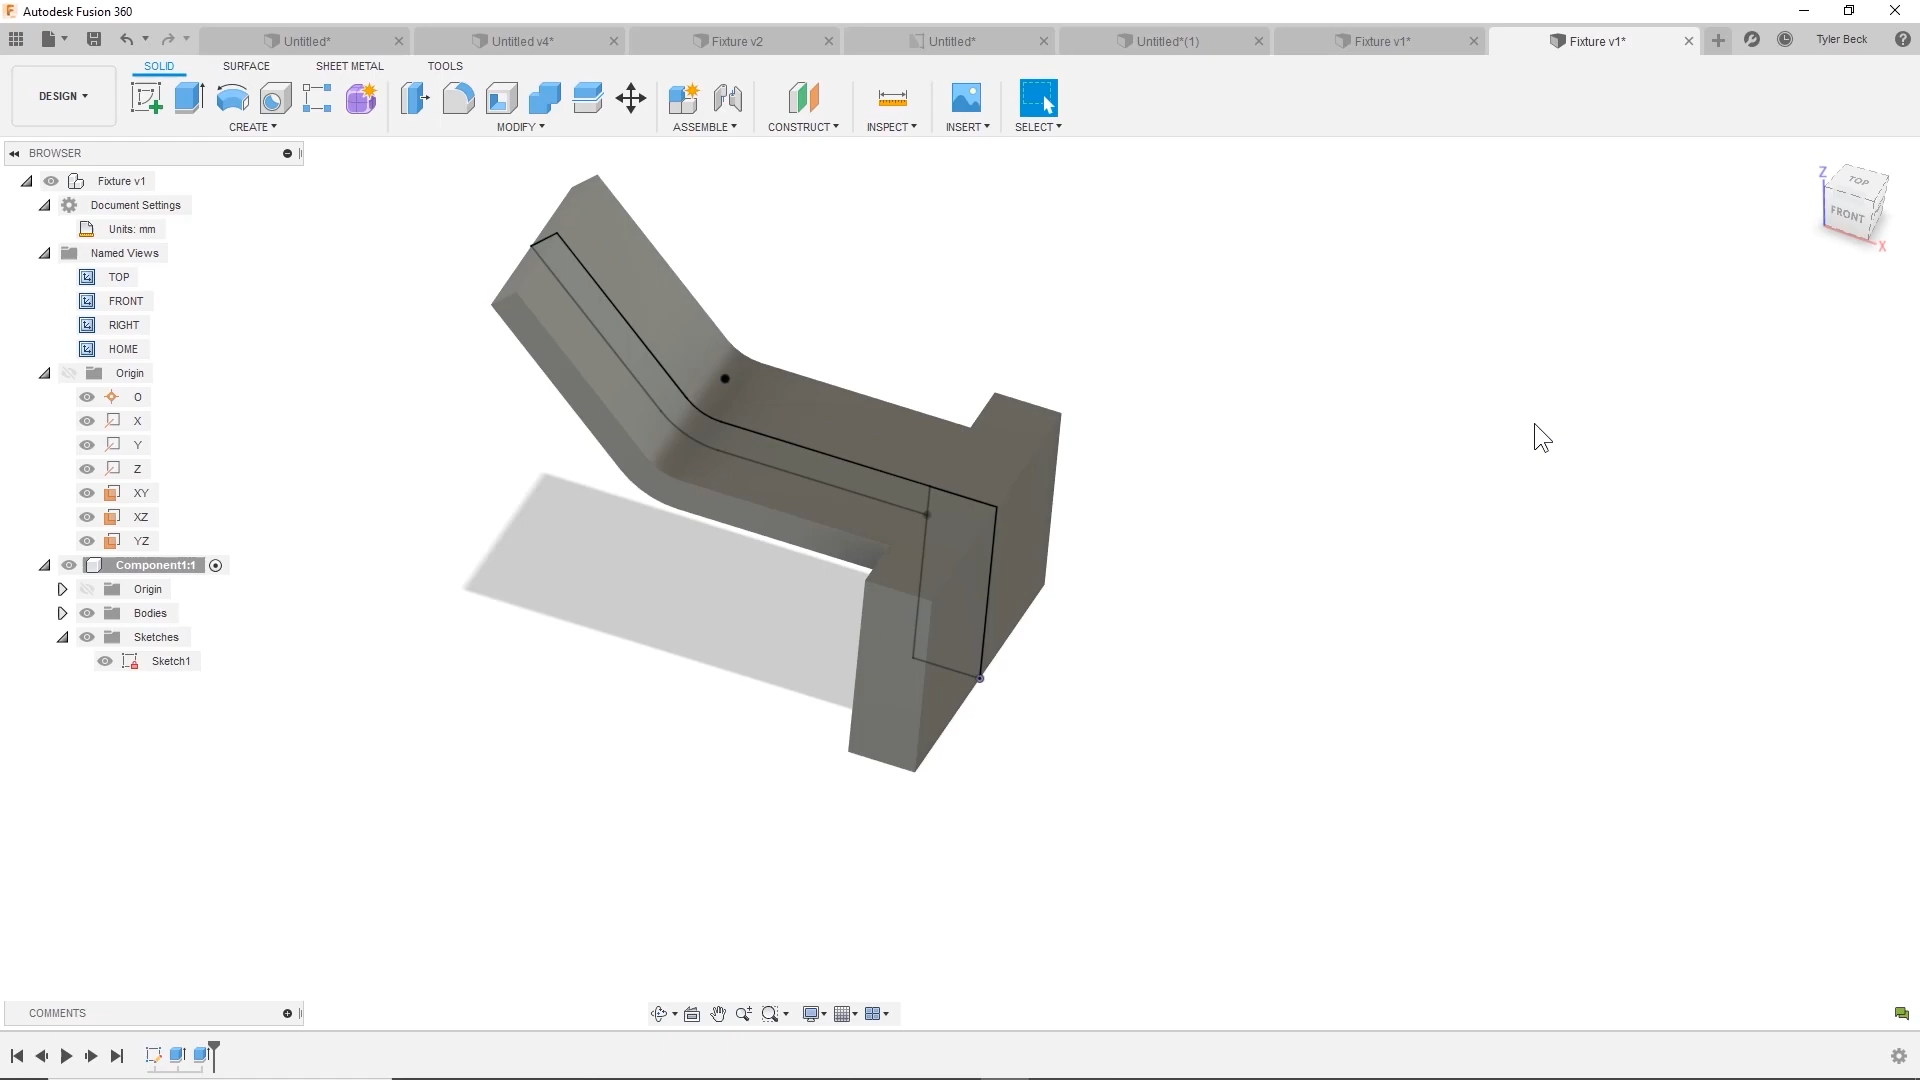 Autodesk Fusion 360
Untitled*
Untitled v4*
Fixture v2
Untitled*
Untitled*(1)
Fixture v1*
Fixture v1*
Tyler Beck
DESIGN
SOLID
SURFACE
SHEET METAL
TOOLS
CREATE
MODIFY
ASSEMBLE
CONSTRUCT
INSPECT
INSERT
SELECT
BROWSER
Fixture v1
Document Settings
Units: mm
Named Views
TOP
FRONT
RIGHT
HOME
Origin
O
X
Y
Z
XY
XZ
YZ
Component1:1
Origin
Bodies
Sketches
Sketch1
Z
TOP
FRONT
X
COMMENTS